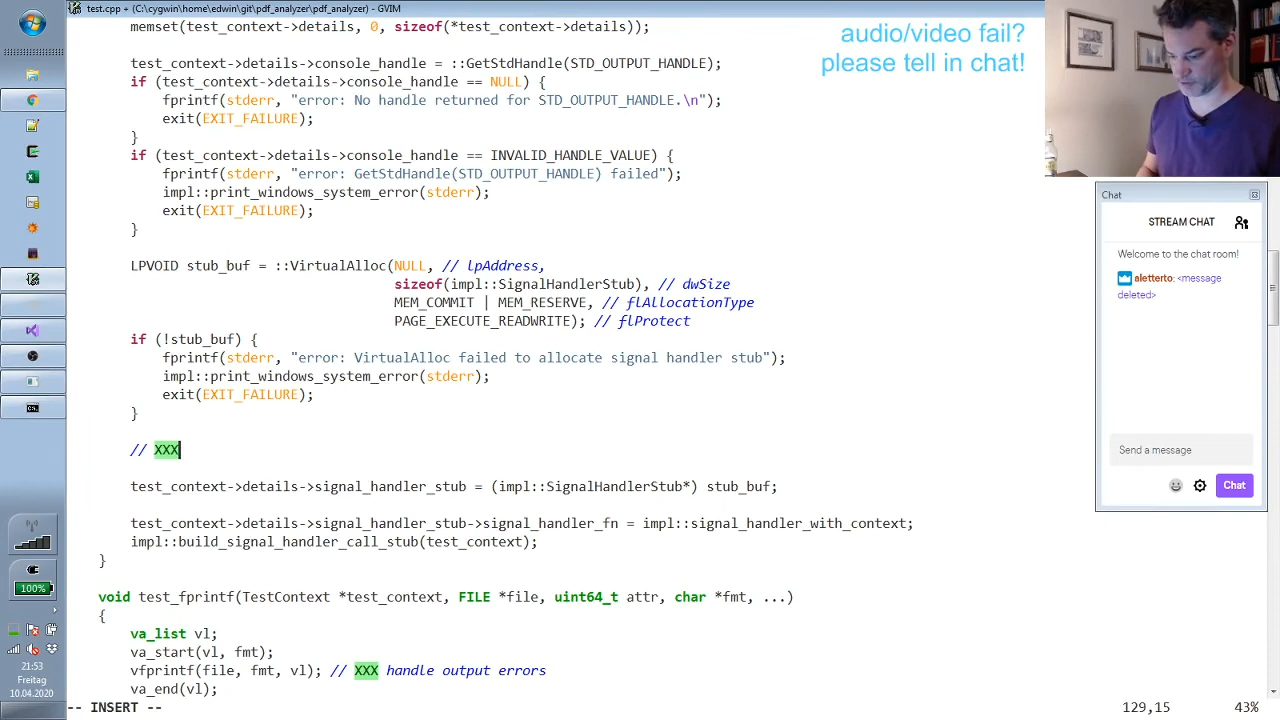 test.cpp + (C:\cygwin\home\edwin\git\pdf_analyzer\pdf_analyzer) - GVIM
memset(test_context->details, 0, sizeof(*test_context->details));
test_context->details->console_handle = ::GetStdHandle(STD_OUTPUT_HANDLE);
if (test_context->details->console_handle == NULL) {
fprintf(stderr, "error: No handle returned for STD_OUTPUT_HANDLE.\n");
exit(EXIT_FAILURE);
}
if (test_context->details->console_handle == INVALID_HANDLE_VALUE) {
fprintf(stderr, "error: GetStdHandle(STD_OUTPUT_HANDLE) failed");
impl::print_windows_system_error(stderr);
exit(EXIT_FAILURE);
}
LPVOID stub_buf = ::VirtualAlloc(NULL, // lpAddress,
sizeof(impl::SignalHandlerStub), // dwSize
MEM_COMMIT | MEM_RESERVE, // flAllocationType
PAGE_EXECUTE_READWRITE); // flProtect
if (!stub_buf) {
fprintf(stderr, "error: VirtualAlloc failed to allocate signal handler stub");
impl::print_windows_system_error(stderr);
exit(EXIT_FAILURE);
}
// XXX
test_context->details->signal_handler_stub = (impl::SignalHandlerStub*) stub_buf;
test_context->details->signal_handler_stub->signal_handler_fn = impl::signal_handler_with_context;
impl::build_signal_handler_call_stub(test_context);
}
void test_fprintf(TestContext *test_context, FILE *file, uint64_t attr, char *fmt, ...)
{
va_list vl;
va_start(vl, fmt);
vfprintf(file, fmt, vl); // XXX handle output errors
va_end(vl);
-- INSERT --
129,15
43%
audio/video fail?
please tell in chat!
Chat
STREAM CHAT
Welcome to the chat room!
aletterto: <message
deleted>
Send a message
Chat
100%
21:53
Freitag
10.04.2020